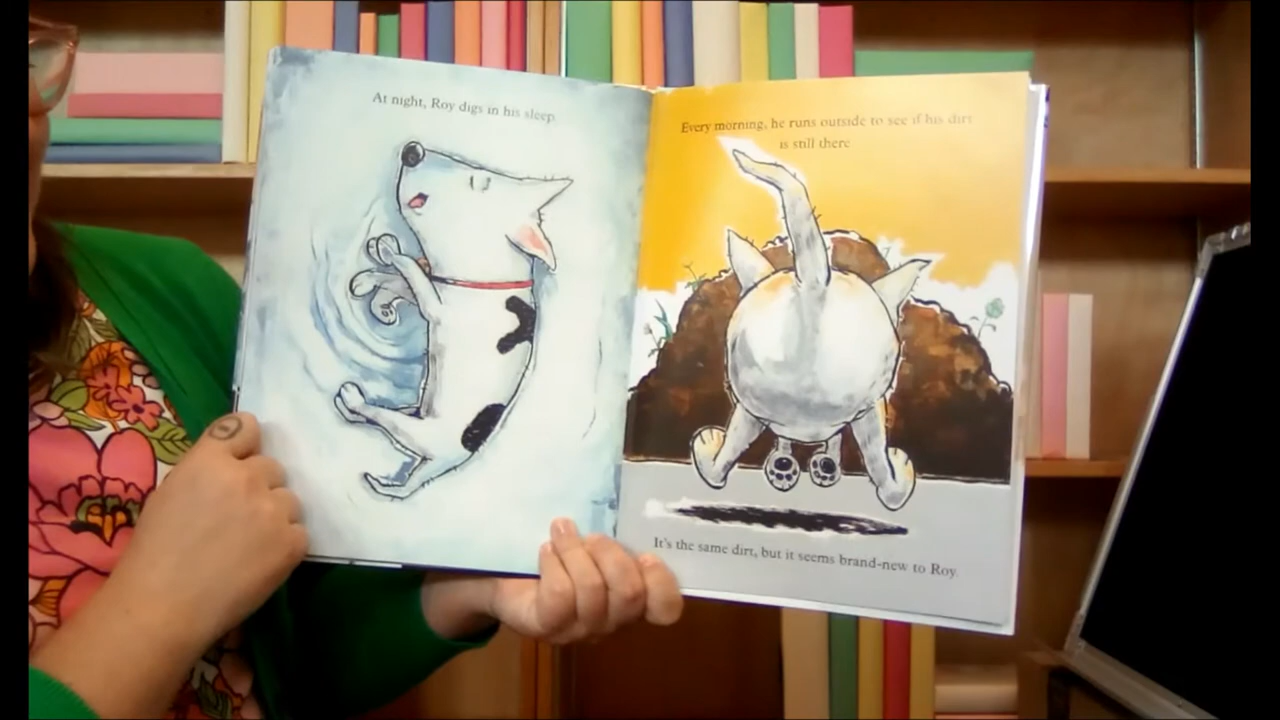 At night, Roy digs in his sleep.
Every morning, he runs outside to see if his dirt
is still there
It's the same dirt, but it seems brand-new to Roy.